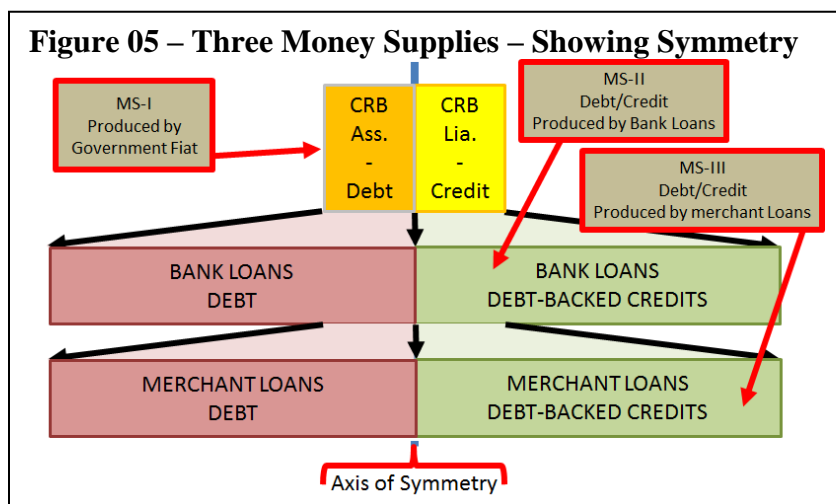 Figure 05 – Three Money Supplies – Showing Symmetry
MS-I
Produced by
Government Fiat
CRB
Ass.
-
Debt
CRB
Lia.
-
Credit
MS-II
Debt/Credit
Produced by Bank Loans
MS-III
Debt/Credit
Produced by merchant Loans
BANK LOANS
DEBT
BANK LOANS
DEBT-BACKED CREDITS
MERCHANT LOANS
DEBT
MERCHANT LOANS
DEBT-BACKED CREDITS
Axis of Symmetry